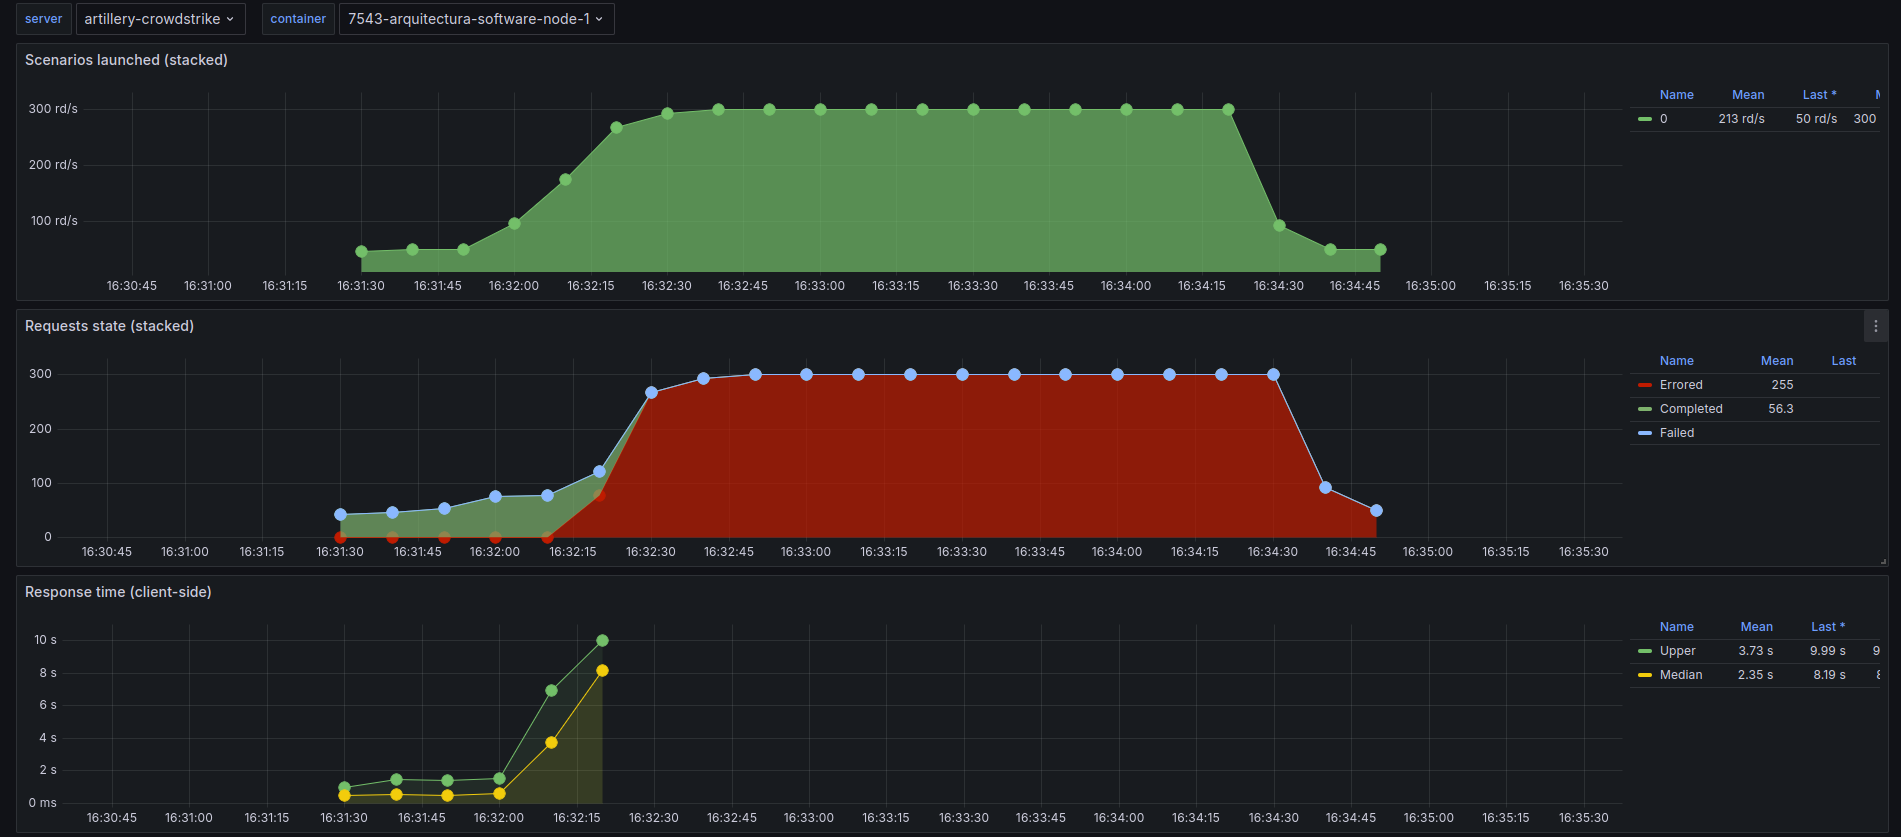 server artillery-crowdstrike container 7543-arquitectura-software-node-1
Scenarios launched (stacked)
300 rd/s
200 rd/s
100 rd/s
16:30:45 16:31:00 16:31:15 16:31:30 16:31:45 16:32:00 16:32:15 16:32:30 16:32:45 16:33:00 16:33:15 16:33:30 16:33:45 16:34:00 16:34:15 16:34:30 16:34:45 16:35:00 16:35:15 16:35:30
Name Mean Last *
0 213 rd/s 50 rd/s 300
Requests state (stacked)
300
200
100
0
16:30:45 16:31:00 16:31:15 16:31:30 16:31:45 16:32:00 16:32:15 16:32:30 16:32:45 16:33:00 16:33:15 16:33:30 16:33:45 16:34:00 16:34:15 16:34:30 16:34:45 16:35:00 16:35:15 16:35:30
Name Mean Last
Errored 255
Completed 56.3
Failed
Response time (client-side)
10 s
8 s
6 s
4 s
2 s
0 ms
16:30:45 16:31:00 16:31:15 16:31:30 16:31:45 16:32:00 16:32:15 16:32:30 16:32:45 16:33:00 16:33:15 16:33:30 16:33:45 16:34:00 16:34:15 16:34:30 16:34:45 16:35:00 16:35:15 16:35:30
Name Mean Last *
Upper 3.73 s 9.99 s 9
Median 2.35 s 8.19 s